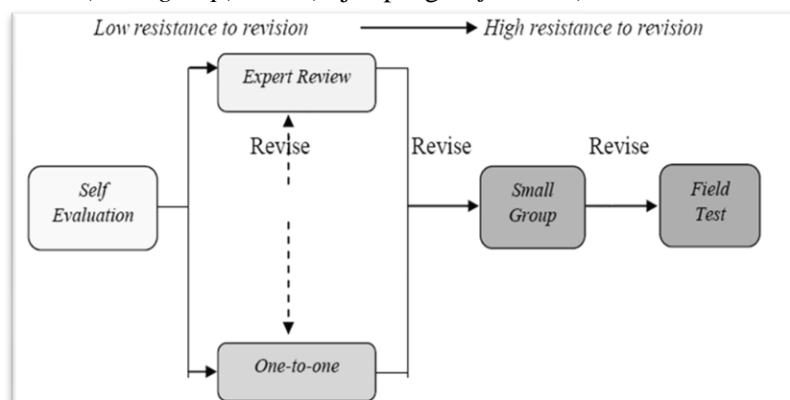 Low resistance to revision
High resistance to revision
Expert Review
Revise
Revise
Revise
Self
Evaluation
Small
Group
Field
Test
One-to-one